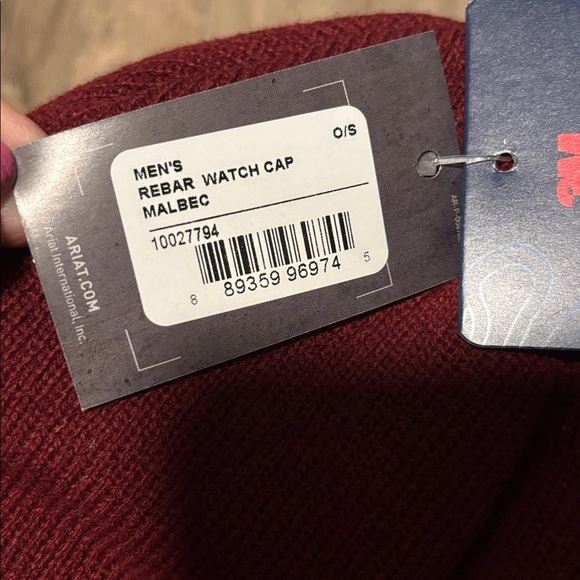 MEN'S O/S
REBAR WATCH CAP
MALBEC
10027794
8 89359 96974 5
ARIAT.COM
Ariat International, Inc.